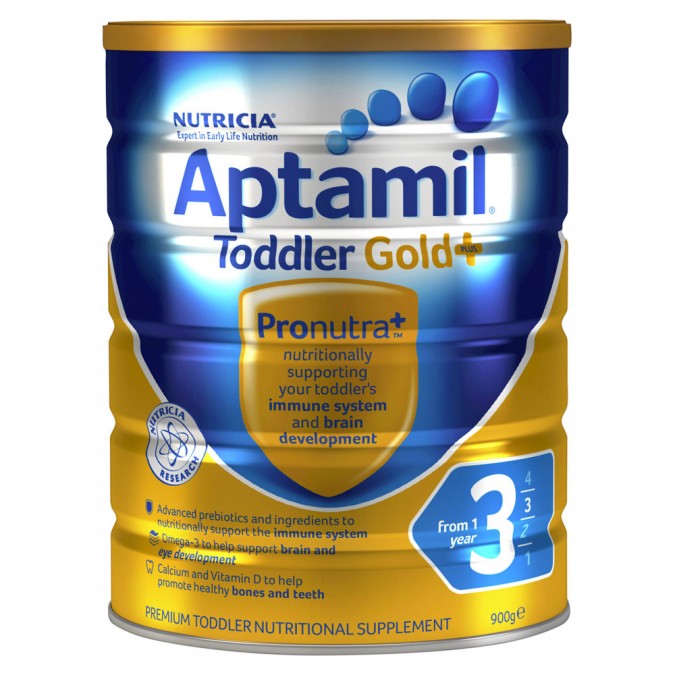 NUTRICIA®
Expert in Early Life Nutrition
Aptamil®
Toddler Gold+
PLUS
Pronutra+™
nutritionally
supporting
your toddler's
immune system
and brain
development
NUTRICIA
RESEARCH
Advanced prebiotics and ingredients to
nutritionally support the immune system
Omega-3 to help support brain and
eye development
Calcium and Vitamin D to help
promote healthy bones and teeth
from 1
year
3
4
3
2
1
PREMIUM TODDLER NUTRITIONAL SUPPLEMENT
900g℮